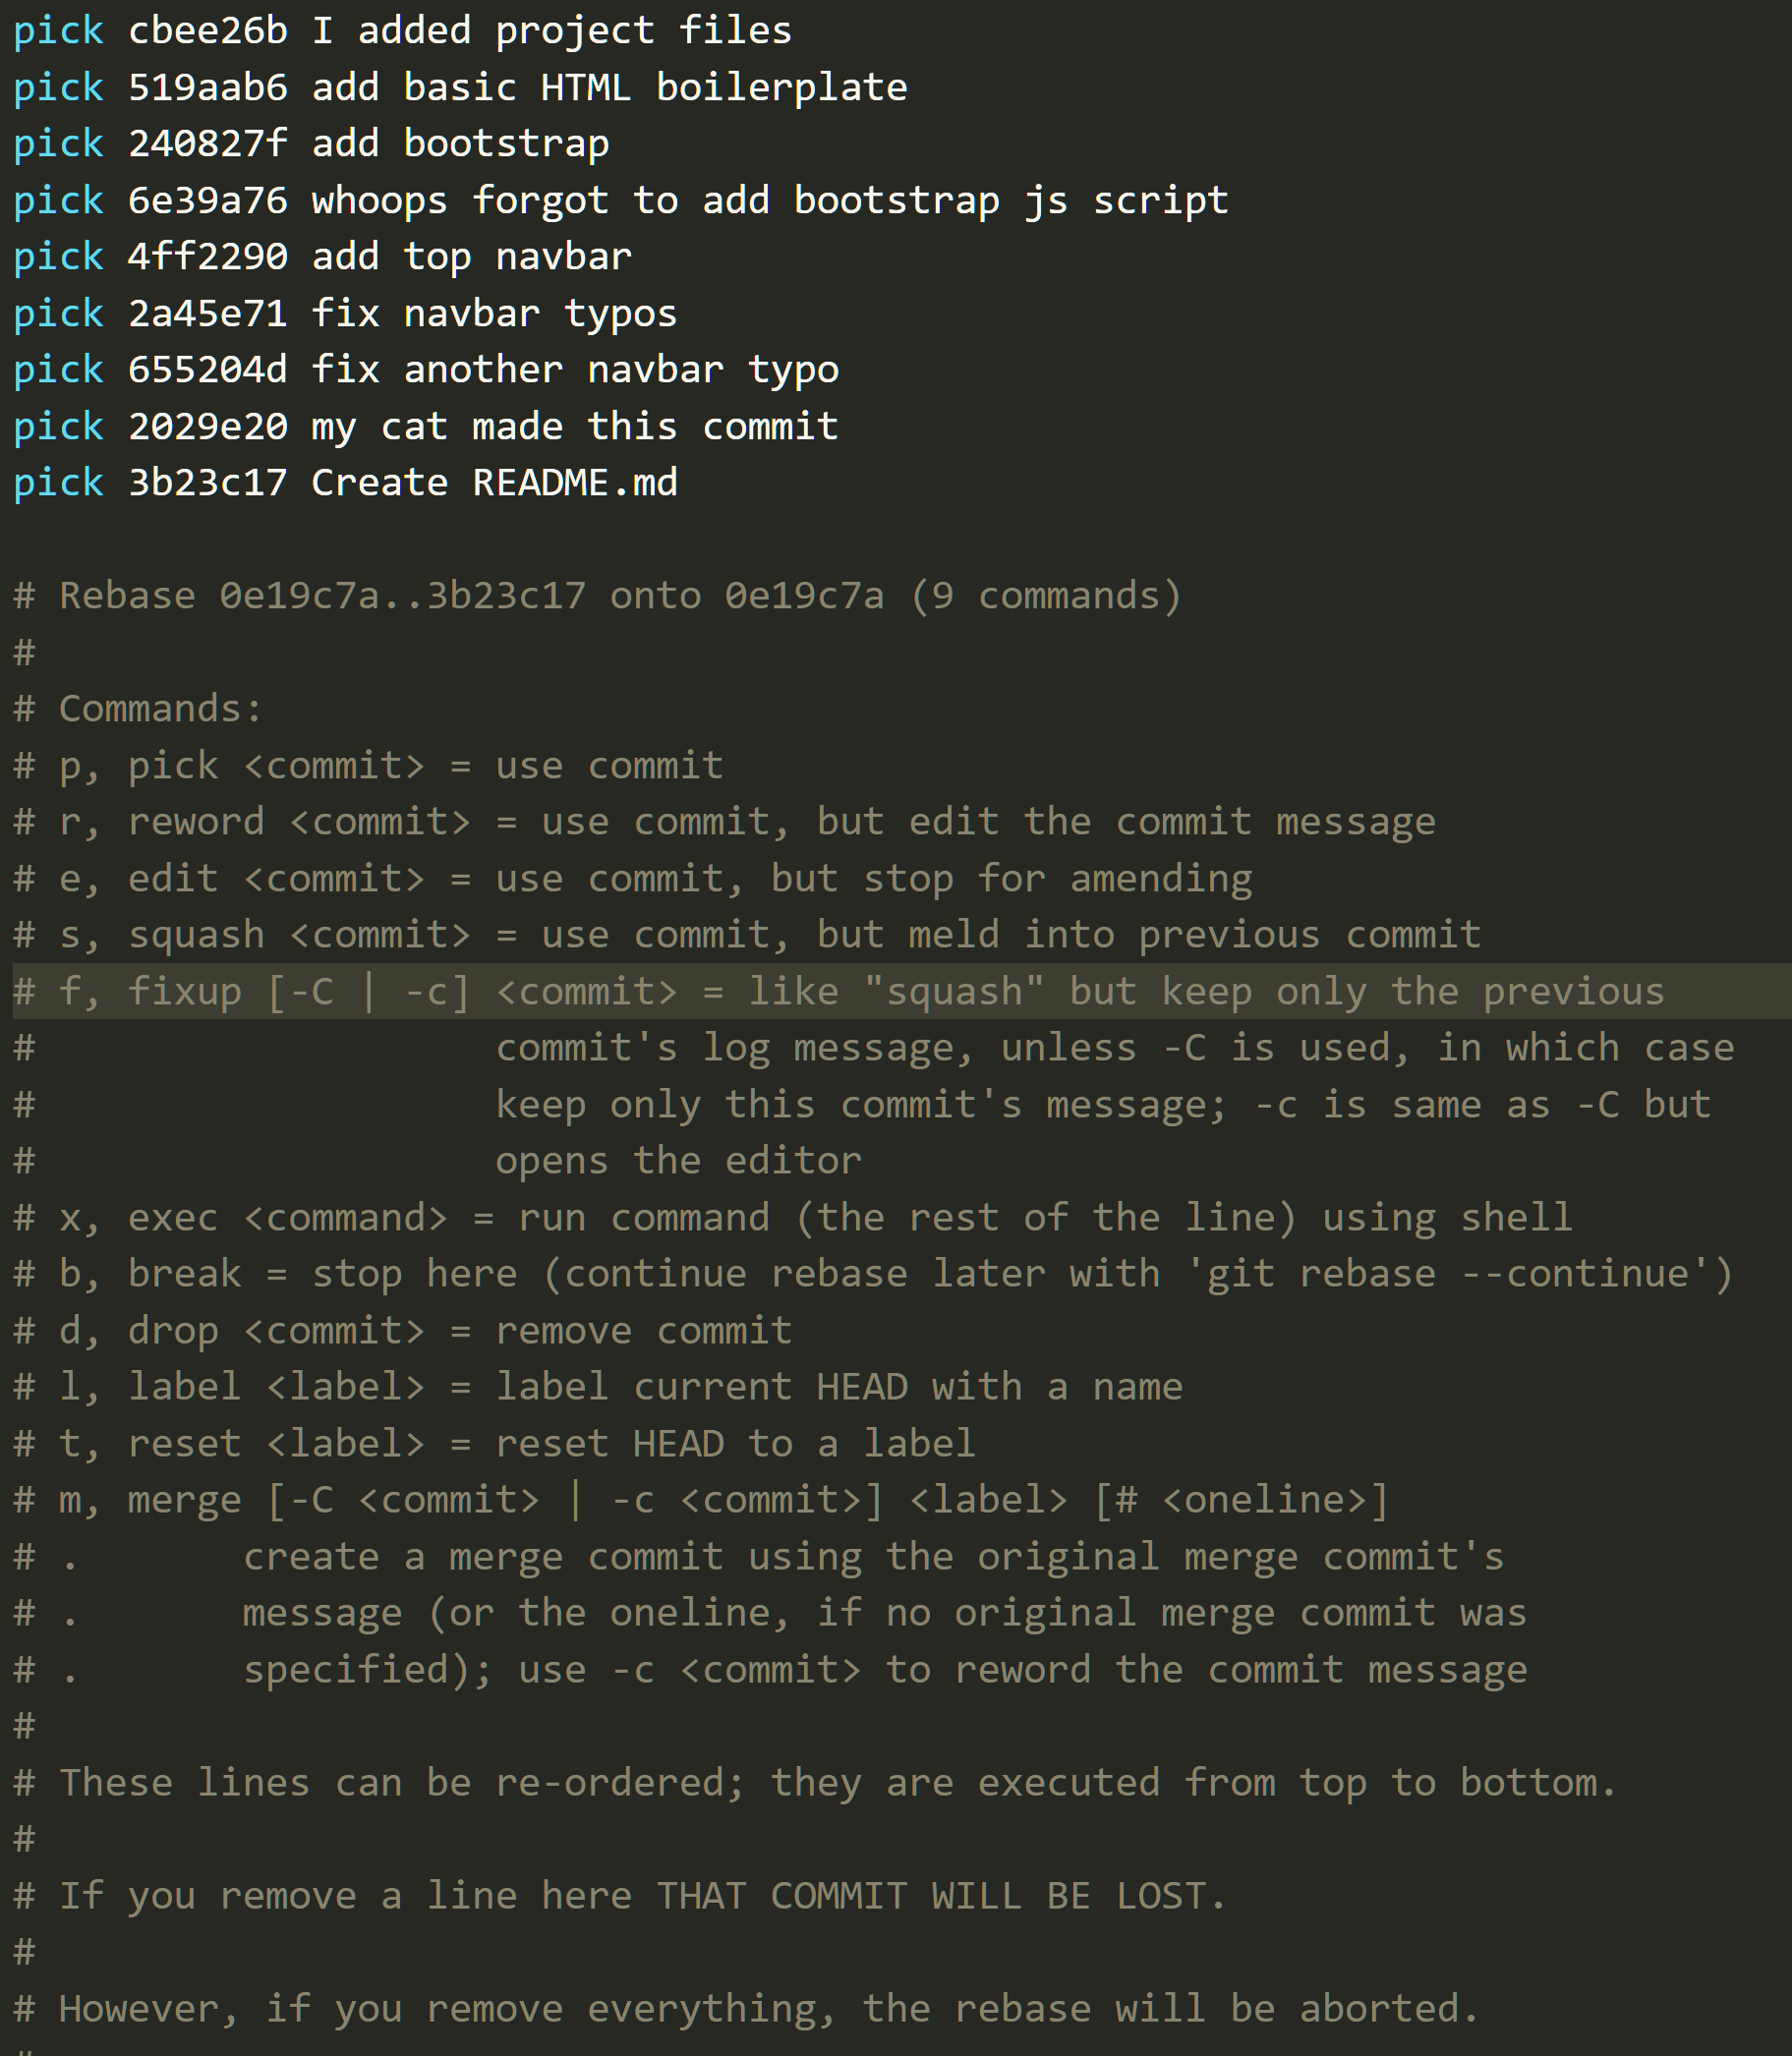 pick cbee26b I added project files
pick 519aab6 add basic HTML boilerplate
pick 240827f add bootstrap
pick 6e39a76 whoops forgot to add bootstrap js script
pick 4ff2290 add top navbar
pick 2a45e71 fix navbar typos
pick 655204d fix another navbar typo
pick 2029e20 my cat made this commit
pick 3b23c17 Create README.md

# Rebase 0e19c7a..3b23c17 onto 0e19c7a (9 commands)
#
# Commands:
# p, pick <commit> = use commit
# r, reword <commit> = use commit, but edit the commit message
# e, edit <commit> = use commit, but stop for amending
# s, squash <commit> = use commit, but meld into previous commit
# f, fixup [-C | -c] <commit> = like "squash" but keep only the previous
#                    commit's log message, unless -C is used, in which case
#                    keep only this commit's message; -c is same as -C but
#                    opens the editor
# x, exec <command> = run command (the rest of the line) using shell
# b, break = stop here (continue rebase later with 'git rebase --continue')
# d, drop <commit> = remove commit
# l, label <label> = label current HEAD with a name
# t, reset <label> = reset HEAD to a label
# m, merge [-C <commit> | -c <commit>] <label> [# <oneline>]
# .       create a merge commit using the original merge commit's
# .       message (or the oneline, if no original merge commit was
# .       specified); use -c <commit> to reword the commit message
#
# These lines can be re-ordered; they are executed from top to bottom.
#
# If you remove a line here THAT COMMIT WILL BE LOST.
#
# However, if you remove everything, the rebase will be aborted.
#